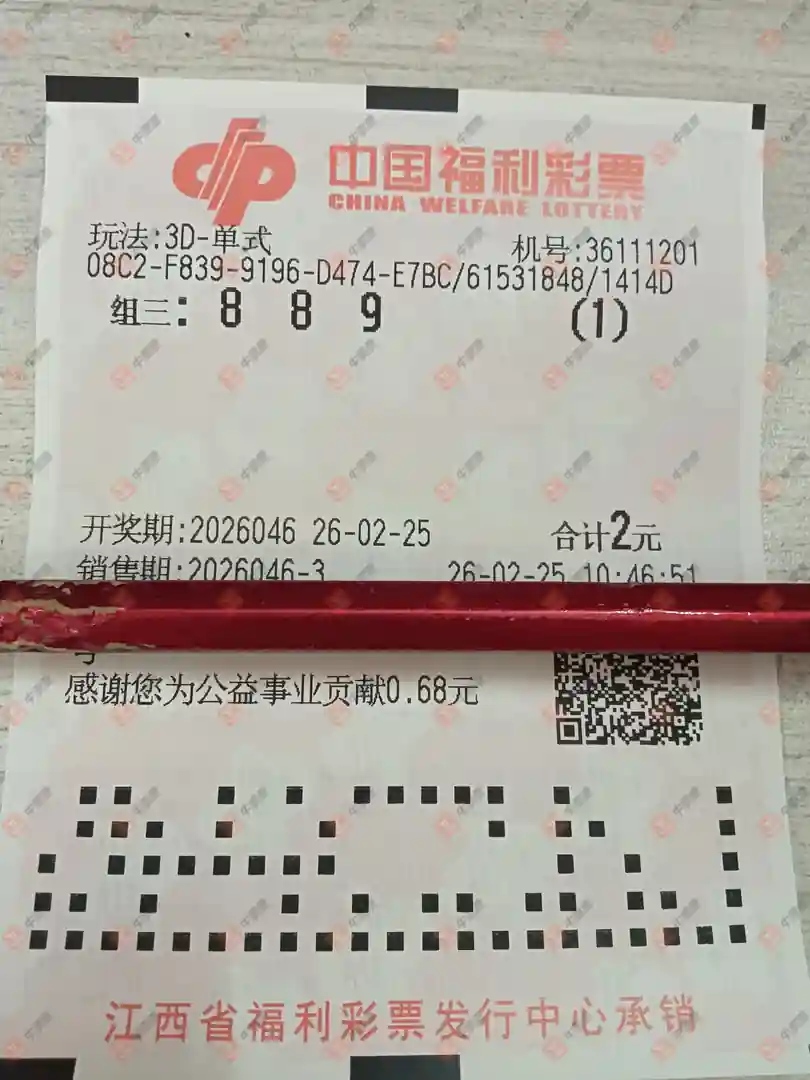 中国福利彩票
CHINA WELFARE LOTTERY
玩法:3D-单式 机号:36111201
08C2-F839-9196-D474-E7BC/61531848/1414D
组三: 8 8 9 (1)
开奖期:2026046 26-02-25 合计2元
销售期:2026046-3 26-02-25 10:46:51
号
感谢您为公益事业贡献0.68元
江西省福利彩票发行中心承销